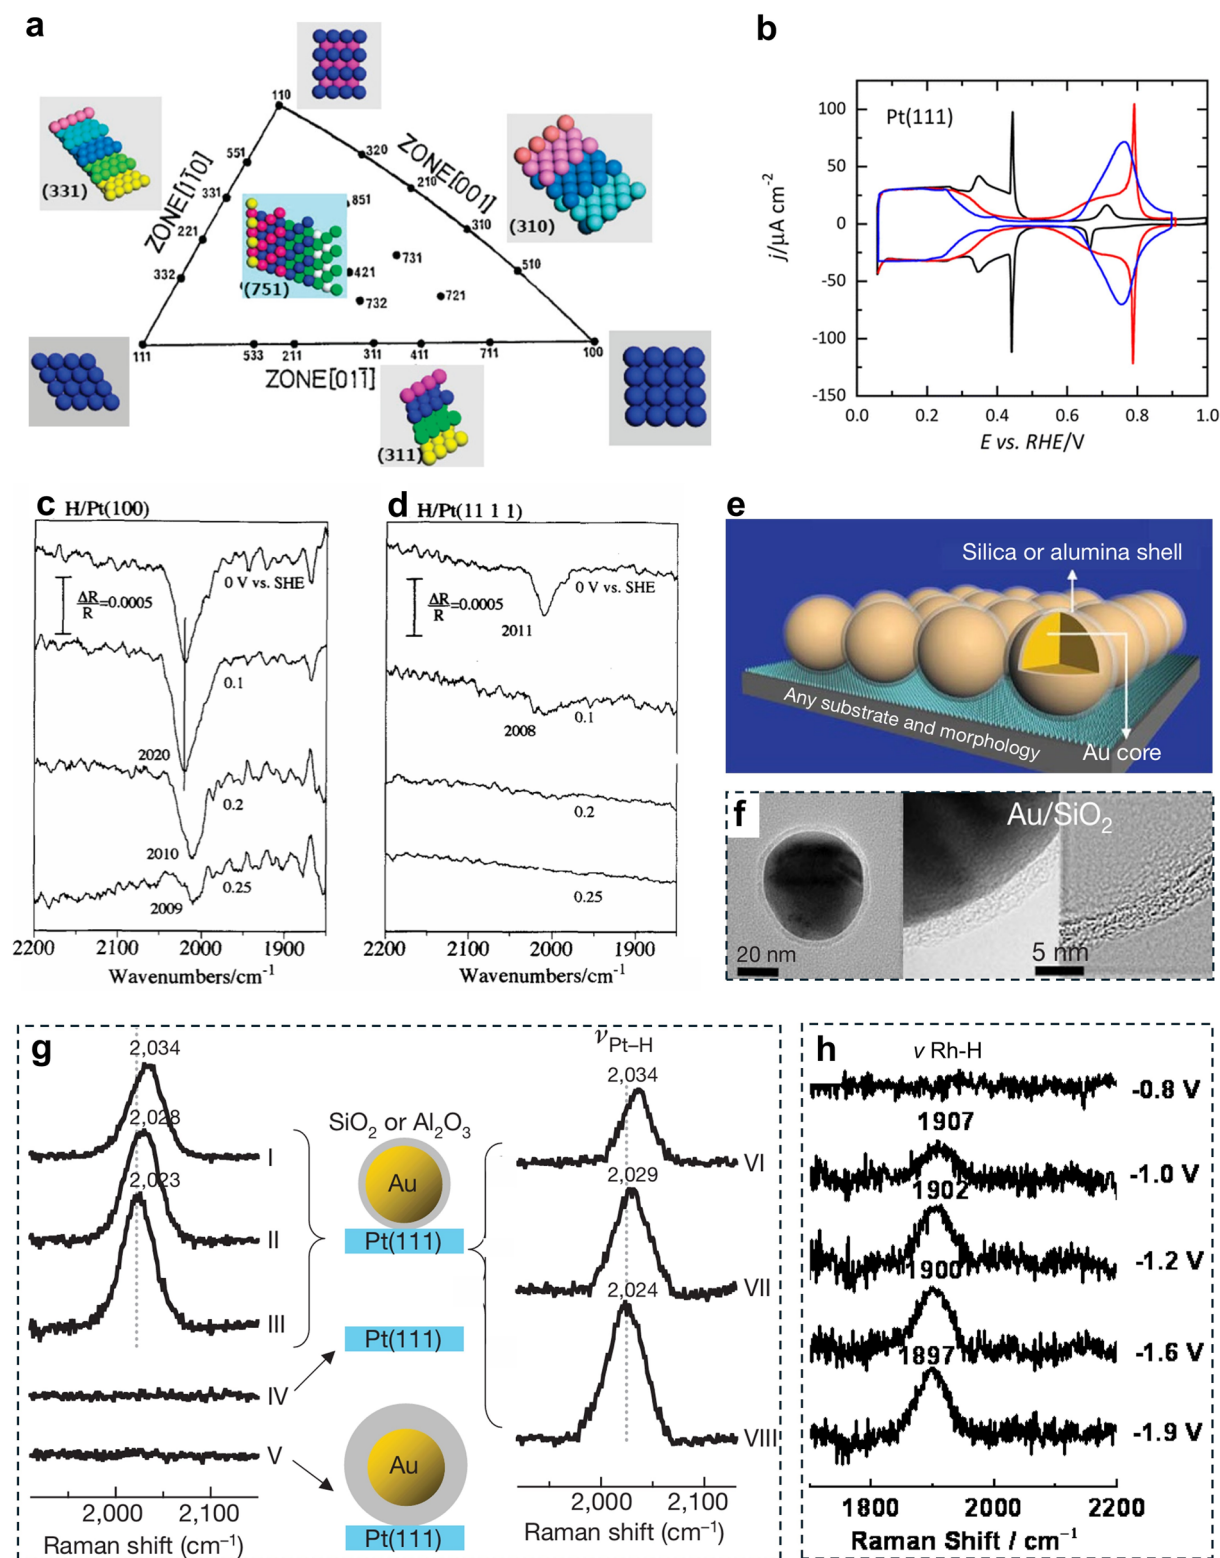 a
110
551
331
221
332
111
ZONE[1̄10]
(331)
320
210
310
510
100
ZONE[001]
(310)
851
731
421
732
721
(751)
533
211
311
411
711
ZONE[011̄]
(311)
b
Pt(111)
100
50
0
-50
-100
-150
j/µA cm⁻²
0.0 0.2 0.4 0.6 0.8 1.0
E vs. RHE/V
c
H/Pt(100)
ΔR/R=0.0005
0 V vs. SHE
0.1
2020
0.2
2010
0.25
2009
2200 2100 2000 1900
Wavenumbers/cm⁻¹
d
H/Pt(11 1 1)
ΔR/R=0.0005
0 V vs. SHE
2011
0.1
2008
0.2
0.25
2200 2100 2000 1900
Wavenumbers/cm⁻¹
e
Silica or alumina shell
Any substrate and morphology
Au core
f
Au/SiO₂
20 nm
5 nm
g
2,034
I
2,028
II
2,023
III
IV
V
2,000 2,100
Raman shift (cm⁻¹)
SiO₂ or Al₂O₃
Au
Pt(111)
Pt(111)
Au
Pt(111)
νPt–H
2,034
VI
2,029
VII
2,024
VIII
2,000 2,100
Raman shift (cm⁻¹)
h
ν Rh-H
-0.8 V
1907
-1.0 V
1902
-1.2 V
1900
-1.6 V
1897
-1.9 V
1800 2000 2200
Raman Shift / cm⁻¹